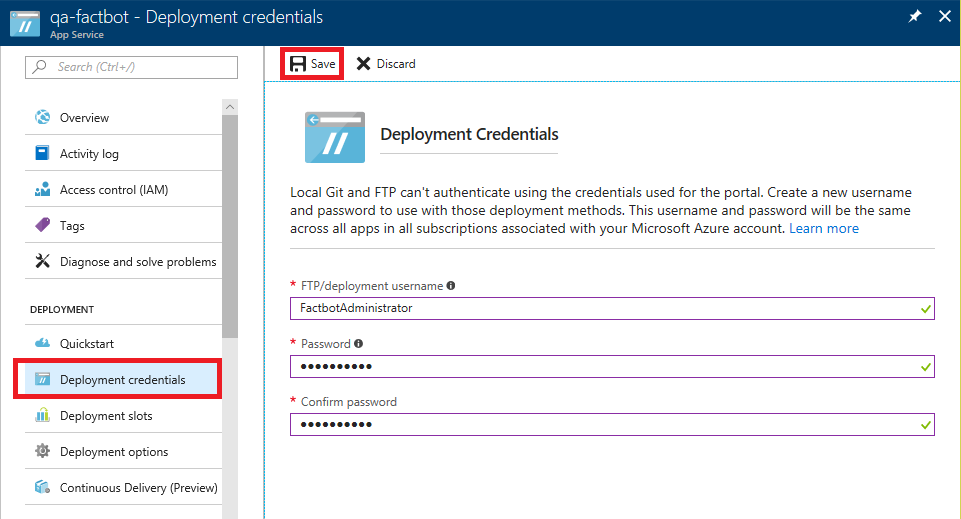 qa-factbot - Deployment credentials
App Service
Search (Ctrl+/)
Overview
Activity log
Access control (IAM)
Tags
Diagnose and solve problems
DEPLOYMENT
Quickstart
Deployment credentials
Deployment slots
Deployment options
Continuous Delivery (Preview)
Save Discard
Deployment Credentials
Local Git and FTP can't authenticate using the credentials used for the portal. Create a new username
and password to use with those deployment methods. This username and password will be the same
across all apps in all subscriptions associated with your Microsoft Azure account. Learn more
* FTP/deployment username
FactbotAdministrator
* Password
••••••••••
* Confirm password
••••••••••